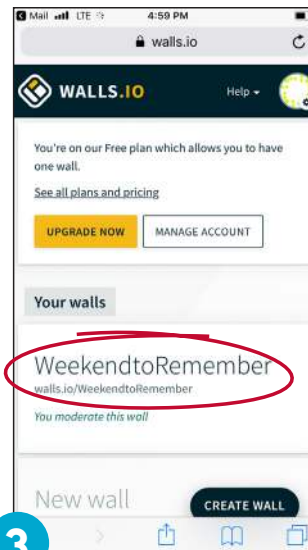 Mail LTE 4:59 PM
walls.io
WALLS.IO Help
You're on our Free plan which allows you to have
one wall.
See all plans and pricing
UPGRADE NOW MANAGE ACCOUNT
Your walls
WeekendtoRemember
walls.io/WeekendtoRemember
You moderate this wall
New wall CREATE WALL
3